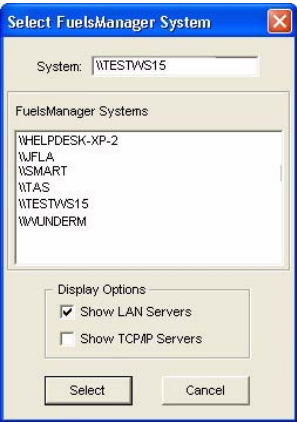 Select FuelsManager System
System: \\TESTWS15
FuelsManager Systems
\\HELPDESK-XP-2
\\JFLA
\\SMART
\\TAS
\\TESTWS15
\\WUNDERM
Display Options
Show LAN Servers
Show TCP/IP Servers
Select Cancel